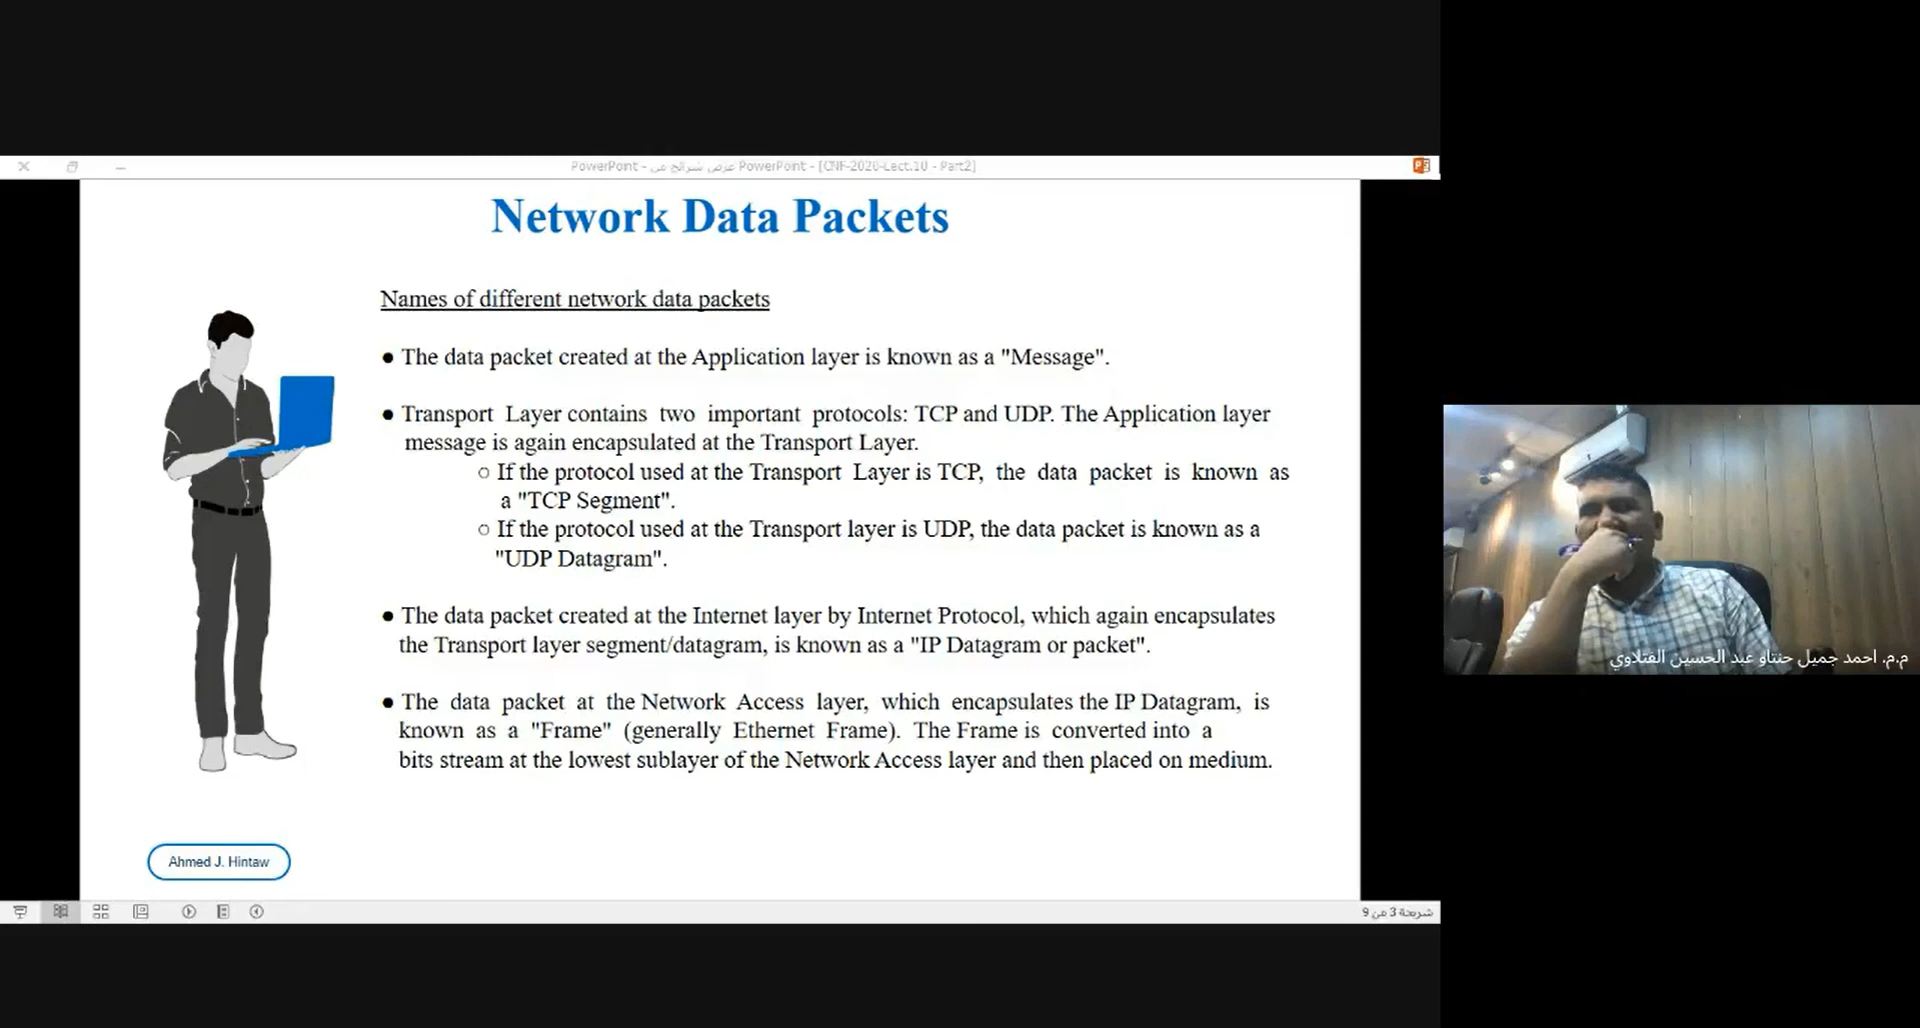 PowerPoint - عرض شرائح من PowerPoint - [CNF-2020-Lect.10 - Part2]
Network Data Packets
Names of different network data packets
● The data packet created at the Application layer is known as a "Message".
● Transport Layer contains two important protocols: TCP and UDP. The Application layer
message is again encapsulated at the Transport Layer.
○ If the protocol used at the Transport Layer is TCP, the data packet is known as
a "TCP Segment".
○ If the protocol used at the Transport layer is UDP, the data packet is known as a
"UDP Datagram".
● The data packet created at the Internet layer by Internet Protocol, which again encapsulates
the Transport layer segment/datagram, is known as a "IP Datagram or packet".
● The data packet at the Network Access layer, which encapsulates the IP Datagram, is
known as a "Frame" (generally Ethernet Frame). The Frame is converted into a
bits stream at the lowest sublayer of the Network Access layer and then placed on medium.
Ahmed J. Hintaw
شريحة 3 من 9
م.م. احمد جميل حنتاو عبد الحسين الفتلاوي